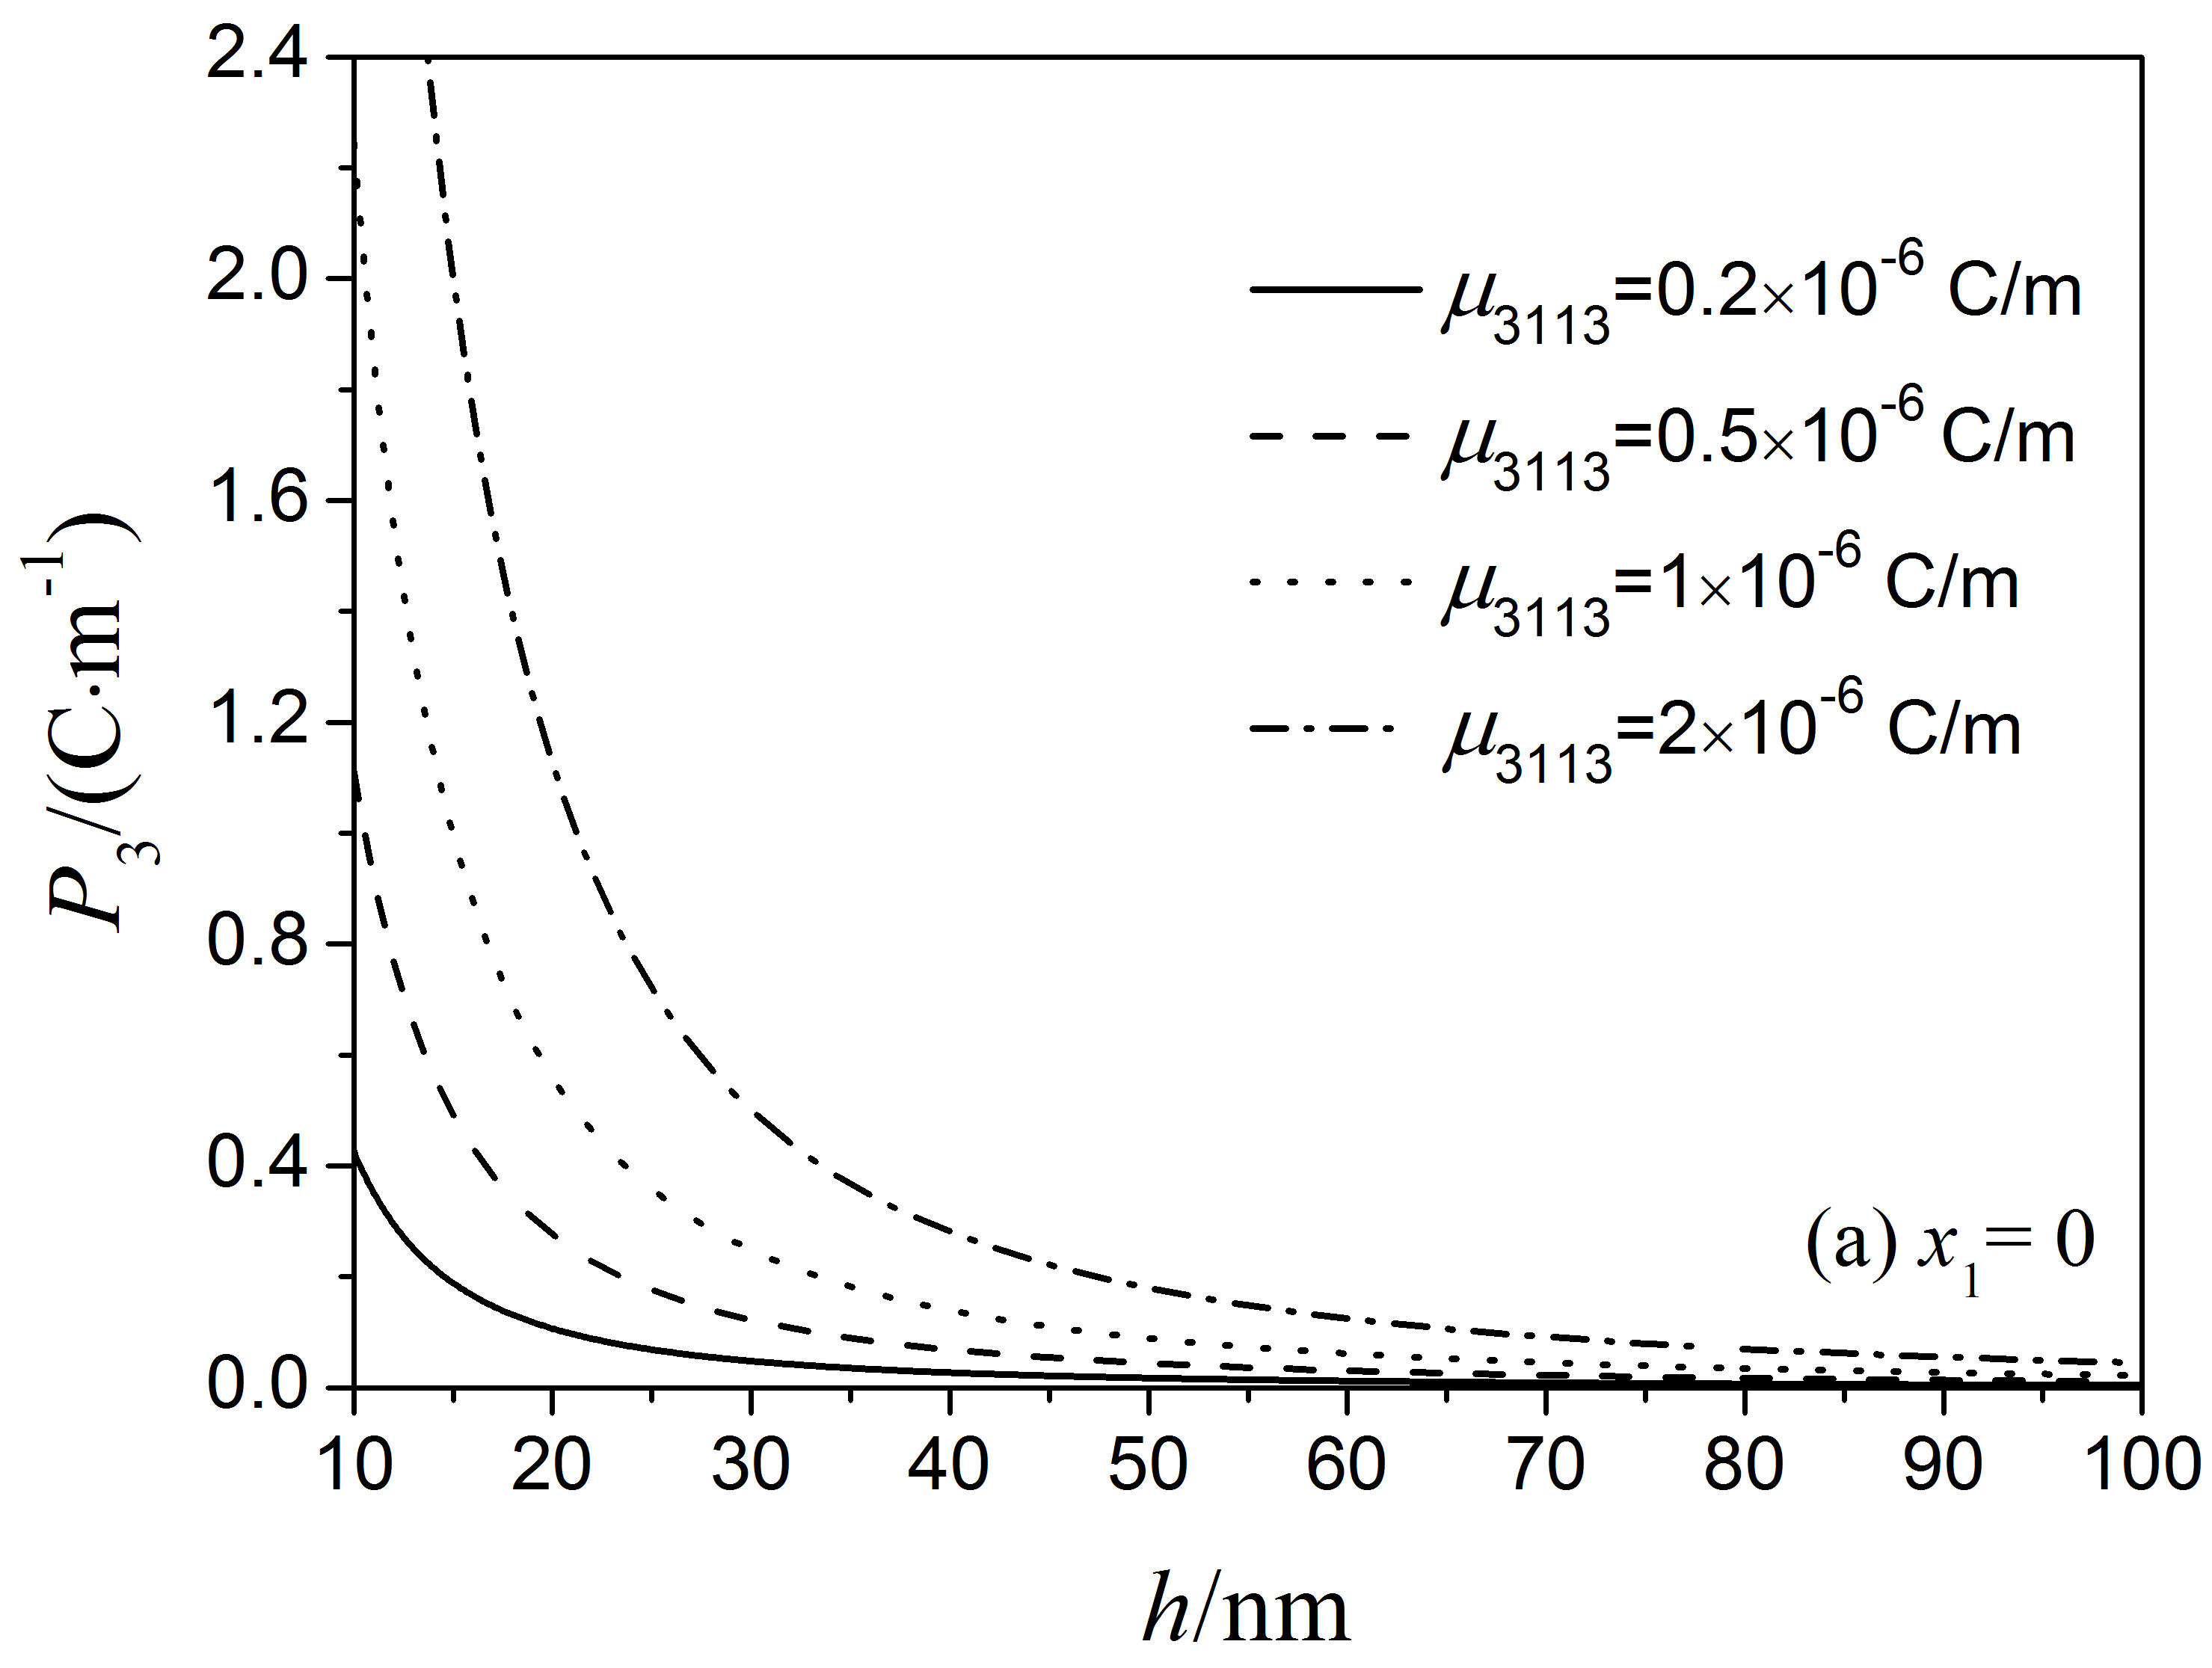 2.4
2.0
1.6
1.2
0.8
0.4
0.0
P₃/(C·m⁻¹)
μ₃₁₁₃=0.2×10⁻⁶ C/m
μ₃₁₁₃=0.5×10⁻⁶ C/m
μ₃₁₁₃=1×10⁻⁶ C/m
μ₃₁₁₃=2×10⁻⁶ C/m
(a) x₁= 0
10 20 30 40 50 60 70 80 90 100
h/nm